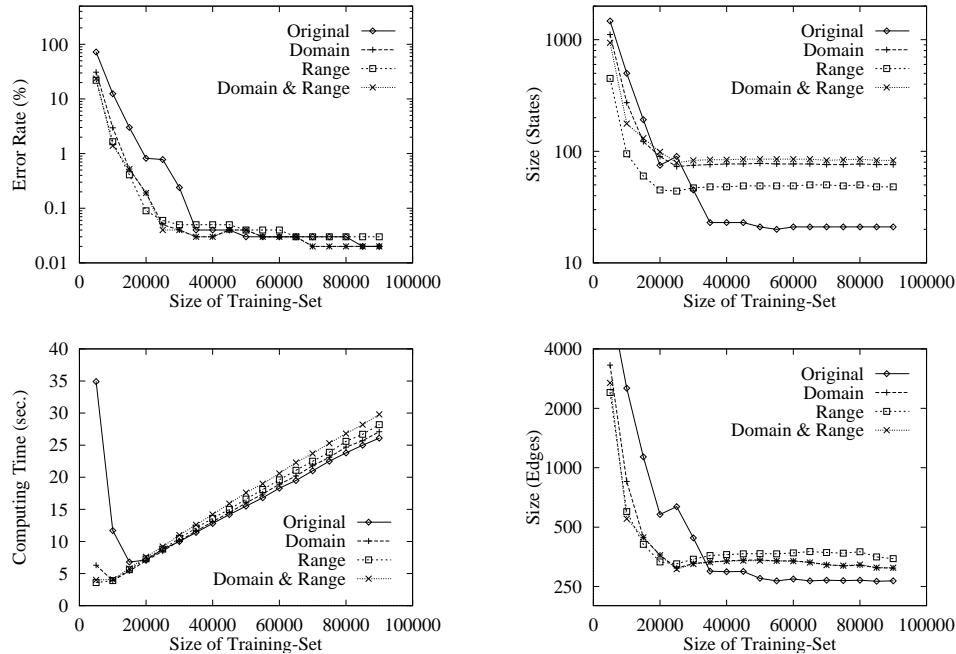 Error Rate (%)
100
10
1
0.1
0.01
0 20000 40000 60000 80000 100000
Size of Training-Set
Original
Domain
Range
Domain & Range
Size (States)
1000
100
10
0 20000 40000 60000 80000 100000
Size of Training-Set
Original
Domain
Range
Domain & Range
Computing Time (sec.)
40
35
30
25
20
15
10
5
0
0 20000 40000 60000 80000 100000
Size of Training-Set
Original
Domain
Range
Domain & Range
Size (Edges)
4000
2000
1000
500
250
0 20000 40000 60000 80000 100000
Size of Training-Set
Original
Domain
Range
Domain & Range